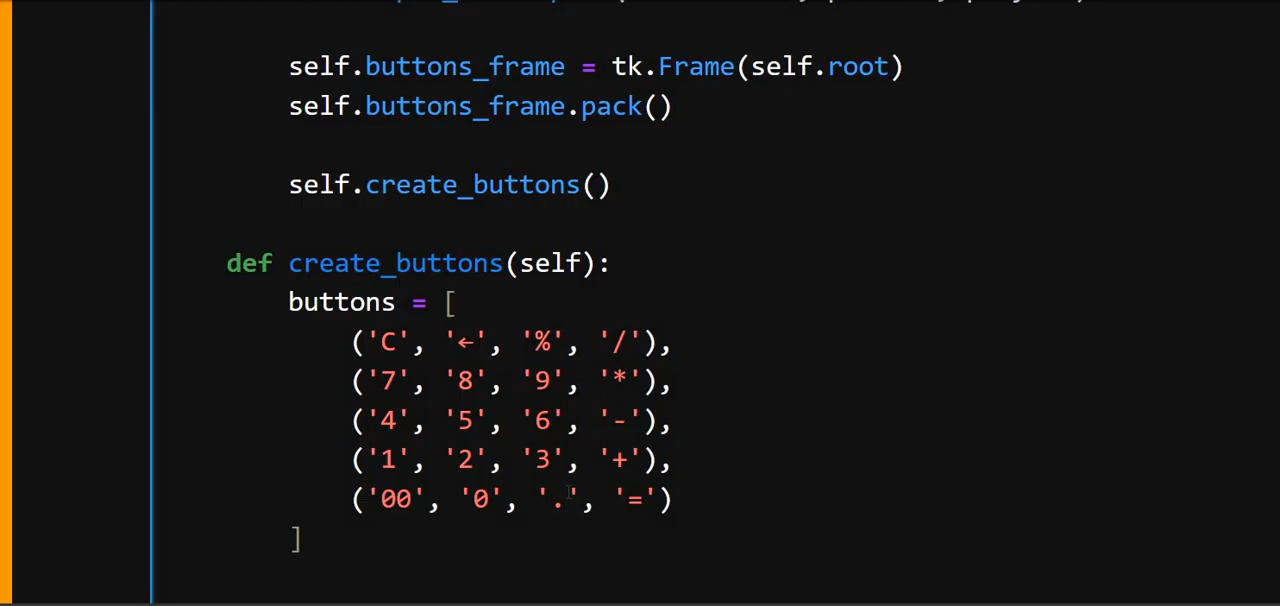 self.buttons_frame = tk.Frame(self.root)
self.buttons_frame.pack()
self.create_buttons()
def create_buttons(self):
buttons = [
('C', '←', '%', '/'),
('7', '8', '9', '*'),
('4', '5', '6', '-'),
('1', '2', '3', '+'),
('00', '0', '.', '=')
]